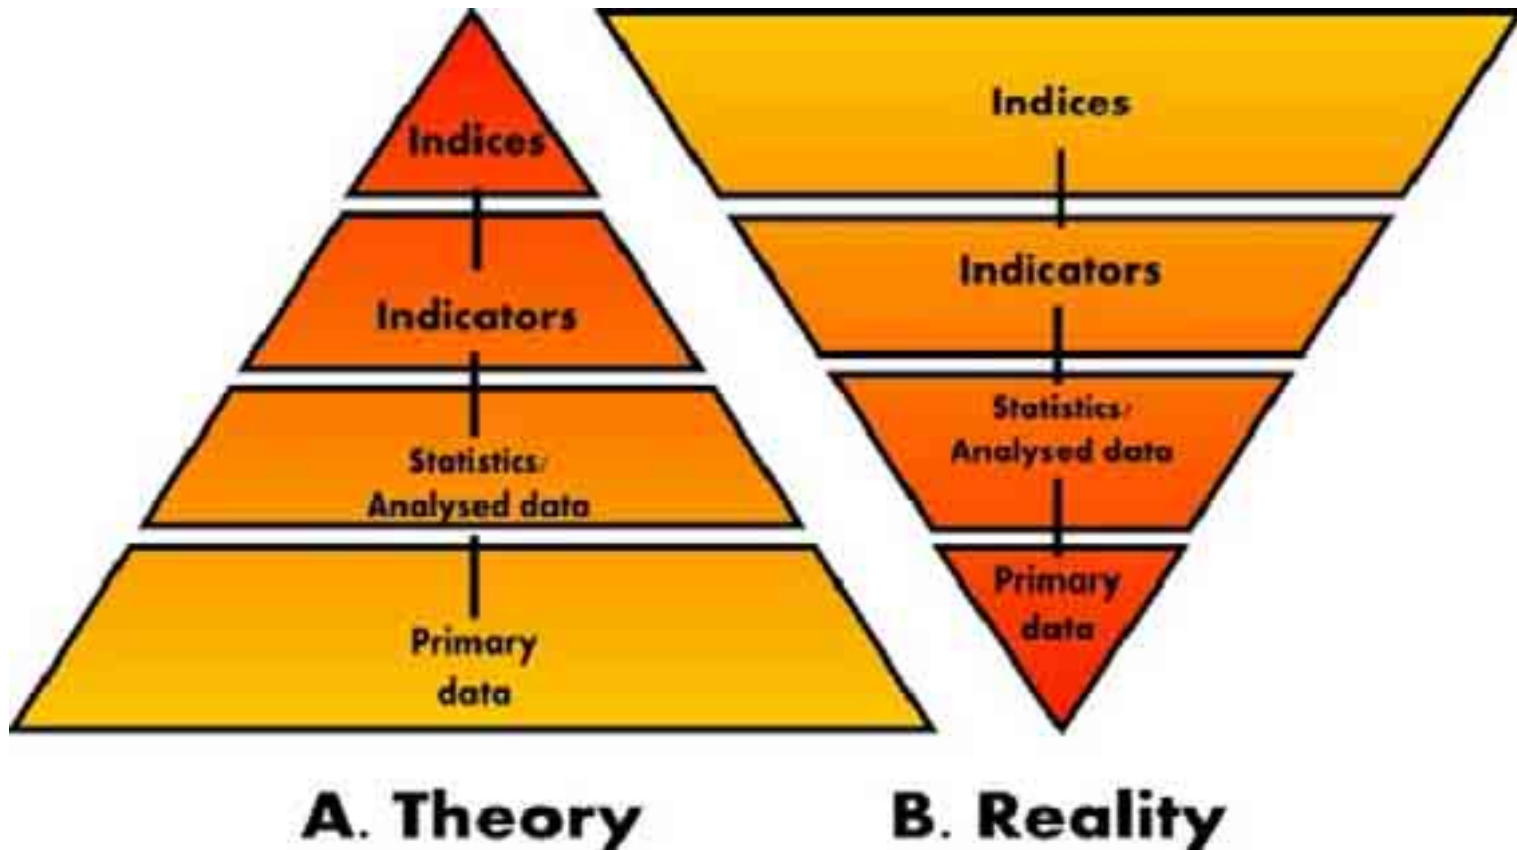 Indices
Indicators
Statistics/
Analysed data
Primary
data
A. Theory
Indices
Indicators
Statistics/
Analysed data
Primary
data
B. Reality